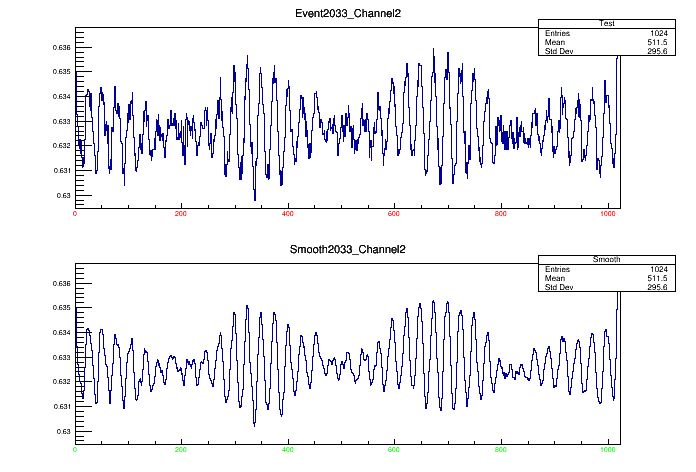 Event2033_Channel2
Test
Entries 1024
Mean 511.5
Std Dev 295.6
0.636
0.635
0.634
0.633
0.632
0.631
0.63
0 200 400 600 800 1000
Smooth2033_Channel2
Smooth
Entries 1024
Mean 511.5
Std Dev 295.6
0.636
0.635
0.634
0.633
0.632
0.631
0.63
0 200 400 600 800 1000